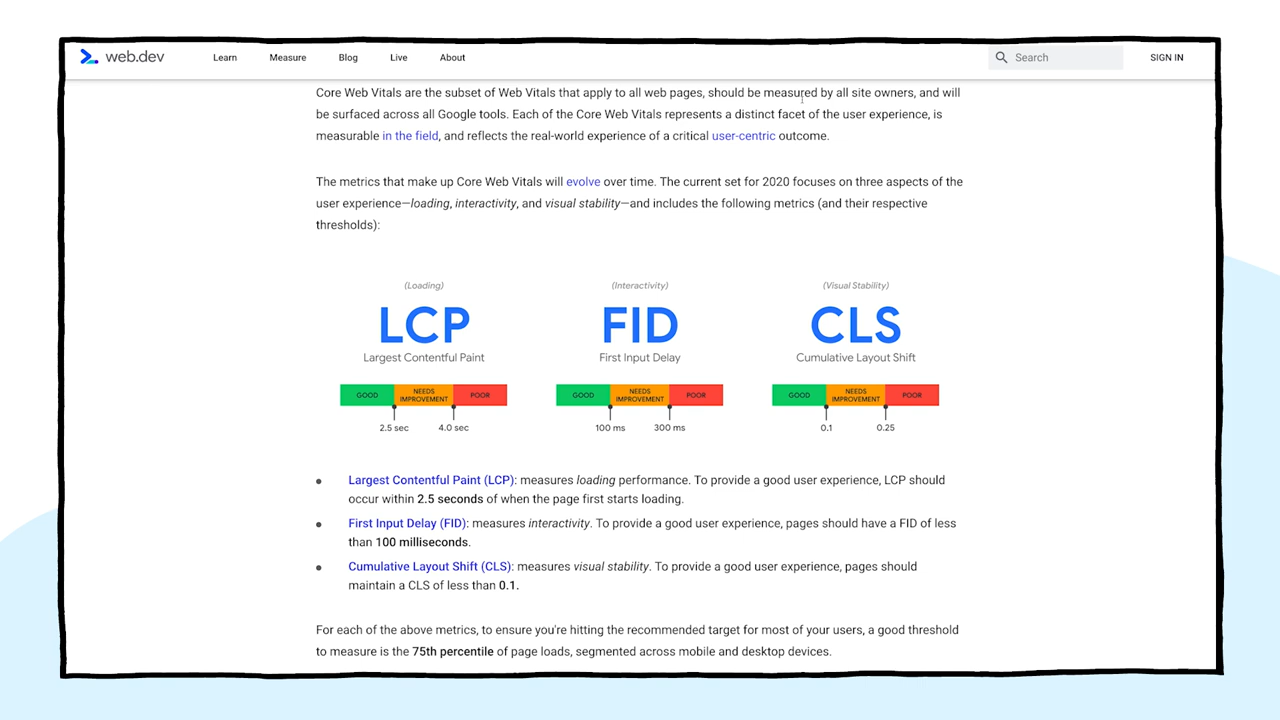 web.dev Learn Measure Blog Live About Search SIGN IN
Core Web Vitals are the subset of Web Vitals that apply to all web pages, should be measured by all site owners, and will
be surfaced across all Google tools. Each of the Core Web Vitals represents a distinct facet of the user experience, is
measurable in the field, and reflects the real-world experience of a critical user-centric outcome.
The metrics that make up Core Web Vitals will evolve over time. The current set for 2020 focuses on three aspects of the
user experience—loading, interactivity, and visual stability—and includes the following metrics (and their respective
thresholds):
(Loading)
LCP
Largest Contentful Paint
GOOD
NEEDS
IMPROVEMENT
POOR
2.5 sec 4.0 sec
(Interactivity)
FID
First Input Delay
GOOD
NEEDS
IMPROVEMENT
POOR
100 ms 300 ms
(Visual Stability)
CLS
Cumulative Layout Shift
GOOD
NEEDS
IMPROVEMENT
POOR
0.1 0.25
• Largest Contentful Paint (LCP): measures loading performance. To provide a good user experience, LCP should
occur within 2.5 seconds of when the page first starts loading.
• First Input Delay (FID): measures interactivity. To provide a good user experience, pages should have a FID of less
than 100 milliseconds.
• Cumulative Layout Shift (CLS): measures visual stability. To provide a good user experience, pages should
maintain a CLS of less than 0.1.
For each of the above metrics, to ensure you're hitting the recommended target for most of your users, a good threshold
to measure is the 75th percentile of page loads, segmented across mobile and desktop devices.